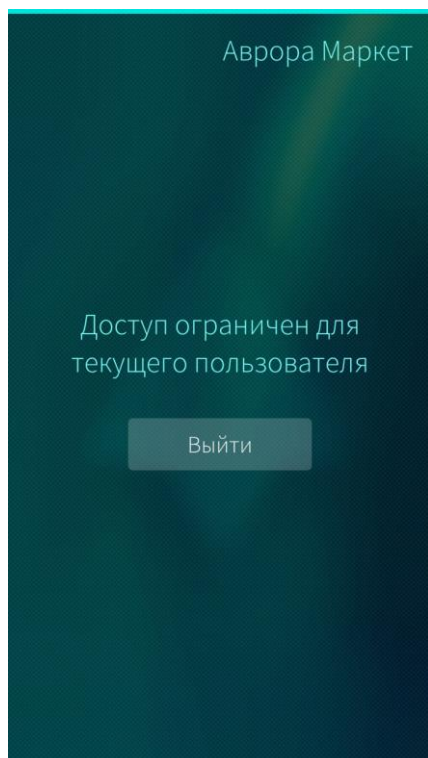 Аврора Маркет
Доступ ограничен для
текущего пользователя
Выйти